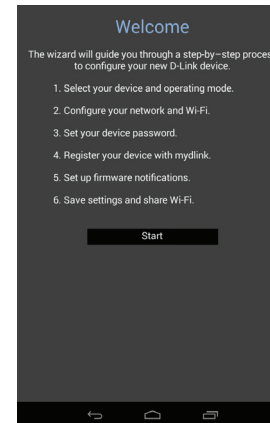 Welcome
The wizard will guide you through a step-by-step proces
to configure your new D-Link device.
1. Select your device and operating mode.
2. Configure your network and Wi-Fi.
3. Set your device password.
4. Register your device with mydlink.
5. Set up firmware notifications.
6. Save settings and share Wi-Fi.
Start